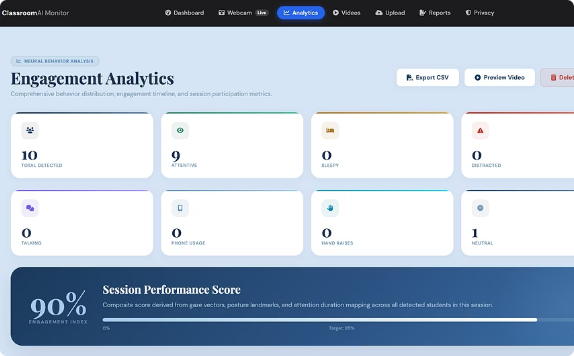 ClassroomAI Monitor
Dashboard
Webcam Live
Analytics
Videos
Upload
Reports
Privacy
NEURAL BEHAVIOR ANALYSIS
Engagement Analytics
Comprehensive behavior distribution, engagement timeline, and session participation metrics.
Export CSV
Preview Video
Delet
10
TOTAL DETECTED
9
ATTENTIVE
0
SLEEPY
0
DISTRACTED
0
TALKING
0
PHONE USAGE
0
HAND RAISES
1
NEUTRAL
90%
ENGAGEMENT INDEX
Session Performance Score
Composite score derived from gaze vectors, posture landmarks, and attention duration mapping across all detected students in this session.
0%
Target: 85%